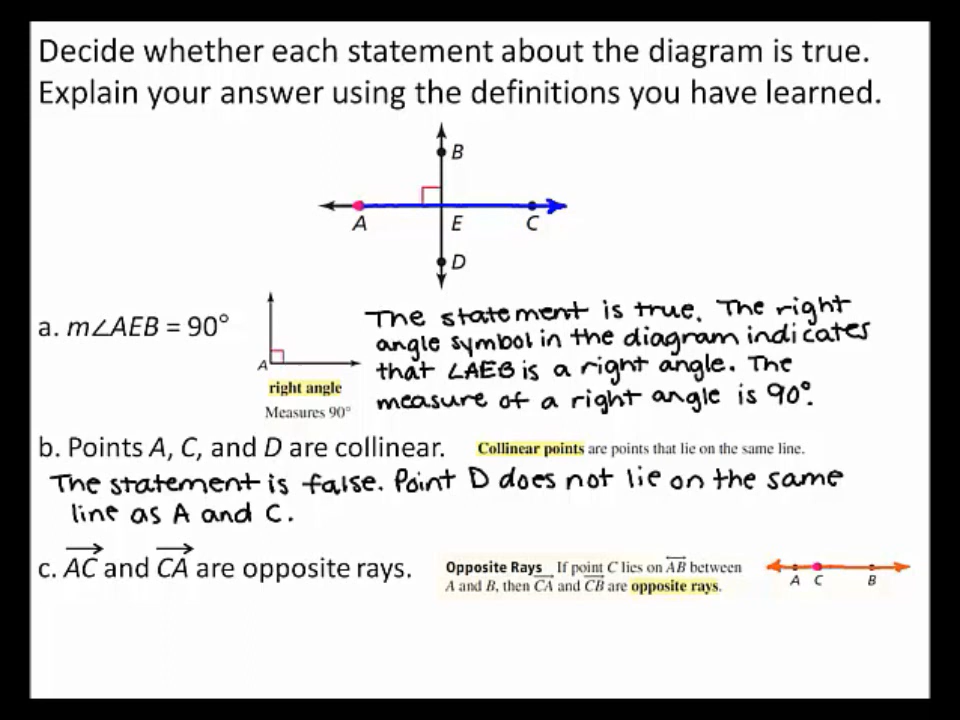 Decide whether each statement about the diagram is true.
Explain your answer using the definitions you have learned.
B
A
E
C
D
a. m∠AEB = 90°
A
right angle
Measures 90°
The statement is true. The right
angle symbol in the diagram indicates
that ∠AEB is a right angle. The
measure of a right angle is 90°.
b. Points A, C, and D are collinear.
Collinear points are points that lie on the same line.
The statement is false. Point D does not lie on the same
line as A and C.
c. →AC and →CA are opposite rays.
Opposite Rays If point C lies on ↔AB between
A and B, then →CA and →CB are opposite rays.
A C B